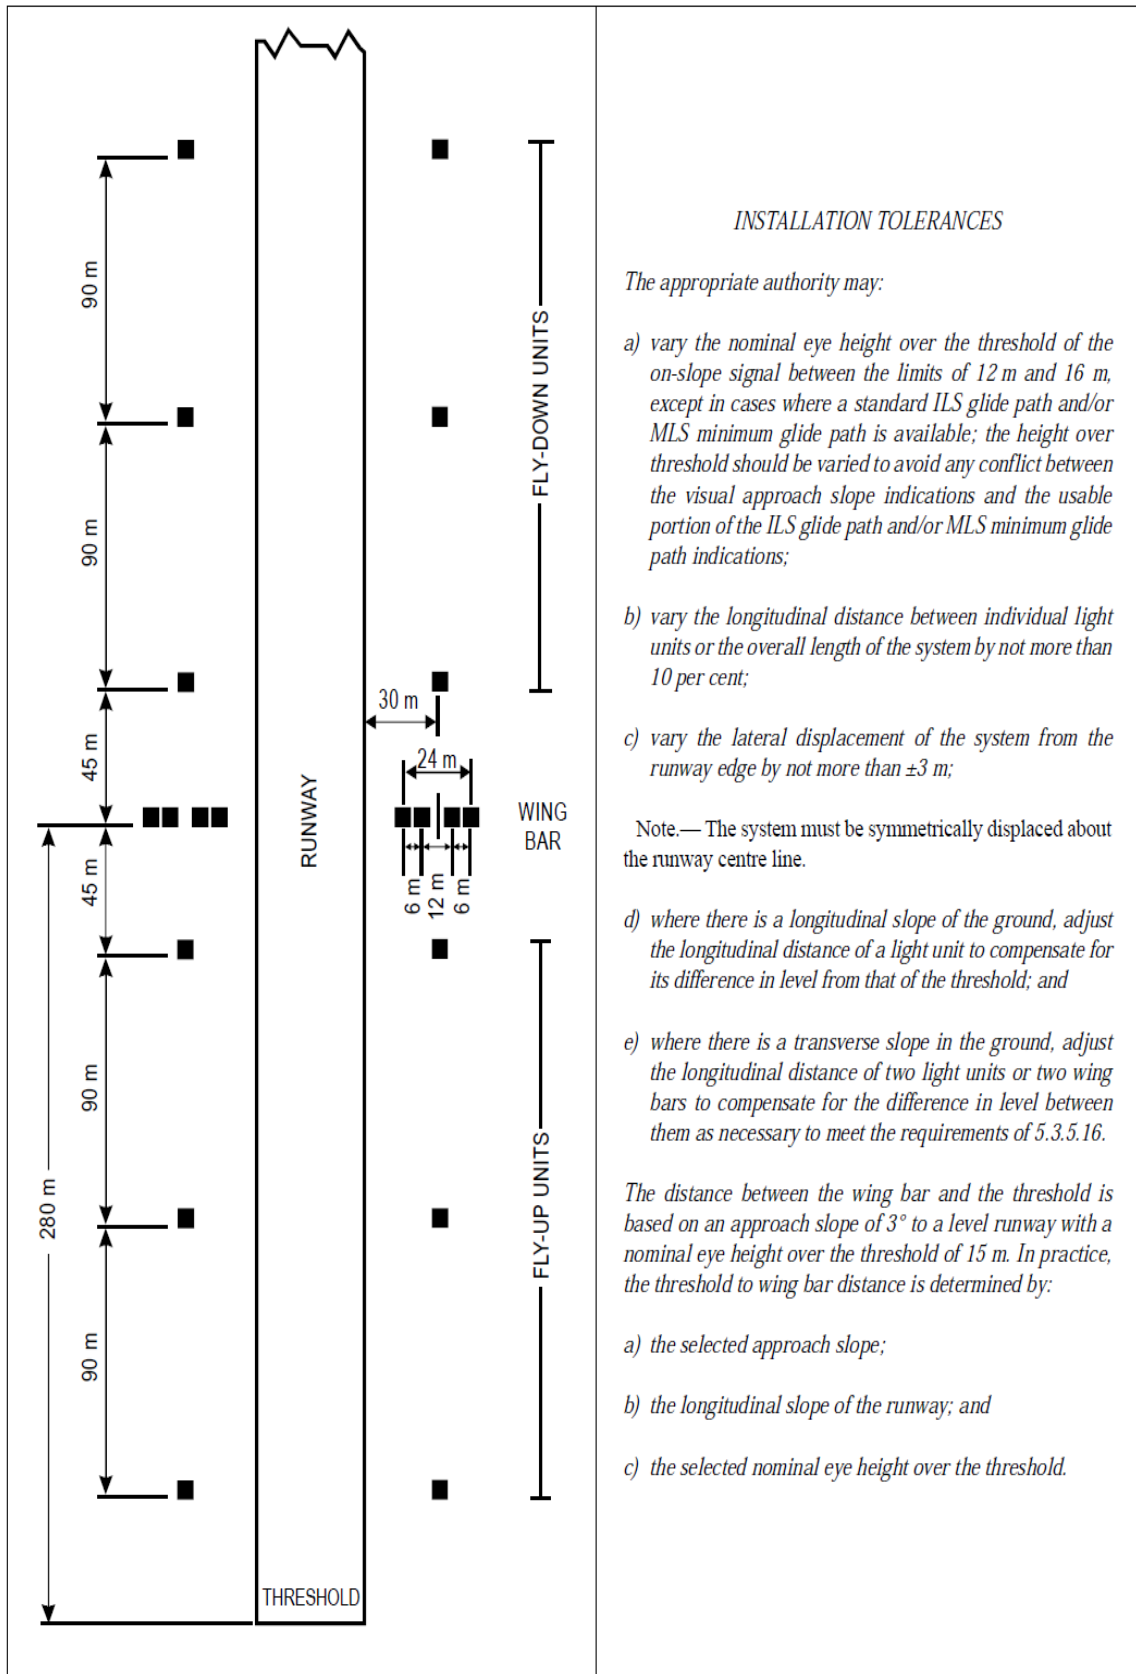 90 m
90 m
45 m
45 m
90 m
90 m
280 m
RUNWAY
THRESHOLD
30 m
24 m
6 m
12 m
6 m
WING
BAR
FLY-DOWN UNITS
FLY-UP UNITS
INSTALLATION TOLERANCES
The appropriate authority may:
a) vary the nominal eye height over the threshold of the
on-slope signal between the limits of 12 m and 16 m,
except in cases where a standard ILS glide path and/or
MLS minimum glide path is available; the height over
threshold should be varied to avoid any conflict between
the visual approach slope indications and the usable
portion of the ILS glide path and/or MLS minimum glide
path indications;
b) vary the longitudinal distance between individual light
units or the overall length of the system by not more than
10 per cent;
c) vary the lateral displacement of the system from the
runway edge by not more than ±3 m;
Note.— The system must be symmetrically displaced about
the runway centre line.
d) where there is a longitudinal slope of the ground, adjust
the longitudinal distance of a light unit to compensate for
its difference in level from that of the threshold; and
e) where there is a transverse slope in the ground, adjust
the longitudinal distance of two light units or two wing
bars to compensate for the difference in level between
them as necessary to meet the requirements of 5.3.5.16.
The distance between the wing bar and the threshold is
based on an approach slope of 3° to a level runway with a
nominal eye height over the threshold of 15 m. In practice,
the threshold to wing bar distance is determined by:
a) the selected approach slope;
b) the longitudinal slope of the runway; and
c) the selected nominal eye height over the threshold.